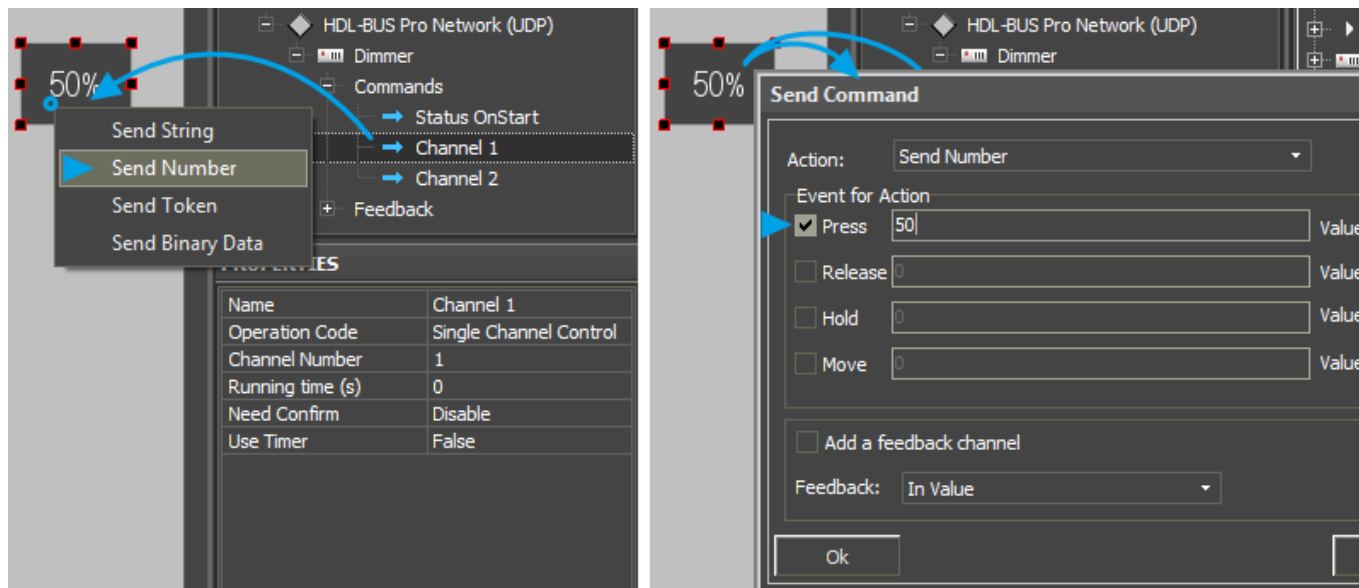 HDL-BUS Pro Network (UDP)
Dimmer
Commands
Status OnStart
Channel 1
Channel 2
Feedback
50%
Send String
Send Number
Send Token
Send Binary Data
PROPERTIES
Name Channel 1
Operation Code Single Channel Control
Channel Number 1
Running time (s) 0
Need Confirm Disable
Use Timer False
HDL-BUS Pro Network (UDP)
Dimmer
50%
Send Command
Action: Send Number
Event for Action
Press 50 Value
Release 0 Value
Hold 0 Value
Move 0 Value
Add a feedback channel
Feedback: In Value
Ok